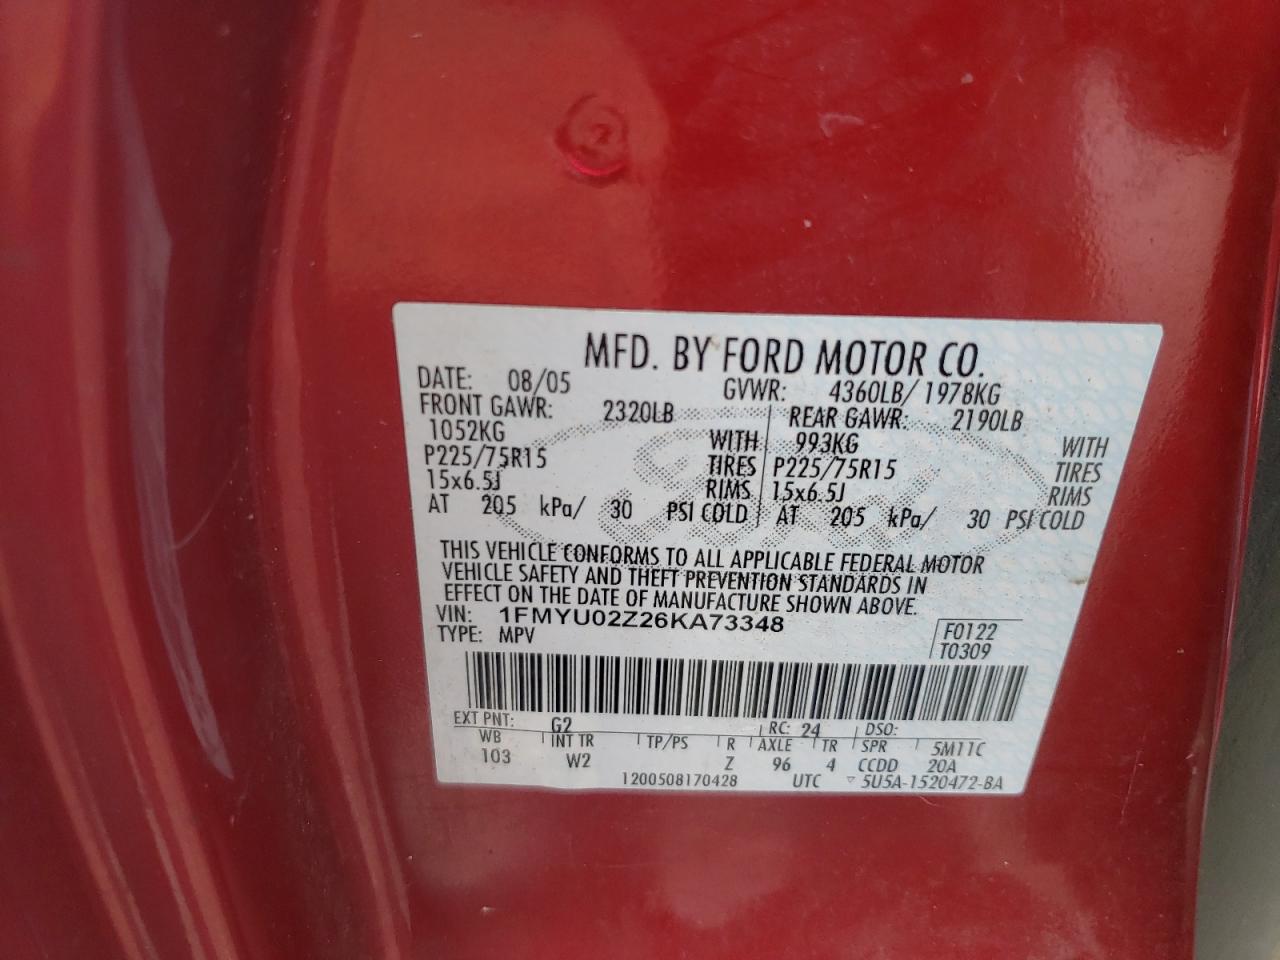 MFD. BY FORD MOTOR CO.
DATE: 08/05 GVWR: 4360LB/ 1978KG
FRONT GAWR: 2320LB REAR GAWR: 2190LB
1052KG WITH 993KG WITH
P225/75R15 TIRES P225/75R15 TIRES
15x6.5J RIMS 15x6.5J RIMS
AT 205 kPa/ 30 PSI COLD AT 205 kPa/ 30 PSI COLD
THIS VEHICLE CONFORMS TO ALL APPLICABLE FEDERAL MOTOR
VEHICLE SAFETY AND THEFT PREVENTION STANDARDS IN
EFFECT ON THE DATE OF MANUFACTURE SHOWN ABOVE.
VIN: 1FMYU02Z26KA73348 F0122
TYPE: MPV T0309
EXT PNT: G2 RC: 24 DSO:
WB INT TR TP/PS R AXLE TR SPR 5M11C
103 W2 Z 96 4 CCDD 20A
1200508170428 UTC ▽ 5U5A-1520472-BA